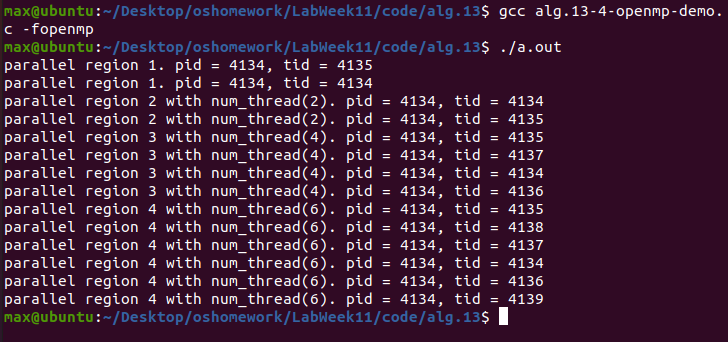 max@ubuntu:~/Desktop/oshomework/LabWeek11/code/alg.13$ gcc alg.13-4-openmp-demo.
c -fopenmp
max@ubuntu:~/Desktop/oshomework/LabWeek11/code/alg.13$ ./a.out
parallel region 1. pid = 4134, tid = 4135
parallel region 1. pid = 4134, tid = 4134
parallel region 2 with num_thread(2). pid = 4134, tid = 4134
parallel region 2 with num_thread(2). pid = 4134, tid = 4135
parallel region 3 with num_thread(4). pid = 4134, tid = 4135
parallel region 3 with num_thread(4). pid = 4134, tid = 4137
parallel region 3 with num_thread(4). pid = 4134, tid = 4134
parallel region 3 with num_thread(4). pid = 4134, tid = 4136
parallel region 4 with num_thread(6). pid = 4134, tid = 4135
parallel region 4 with num_thread(6). pid = 4134, tid = 4138
parallel region 4 with num_thread(6). pid = 4134, tid = 4137
parallel region 4 with num_thread(6). pid = 4134, tid = 4134
parallel region 4 with num_thread(6). pid = 4134, tid = 4136
parallel region 4 with num_thread(6). pid = 4134, tid = 4139
max@ubuntu:~/Desktop/oshomework/LabWeek11/code/alg.13$